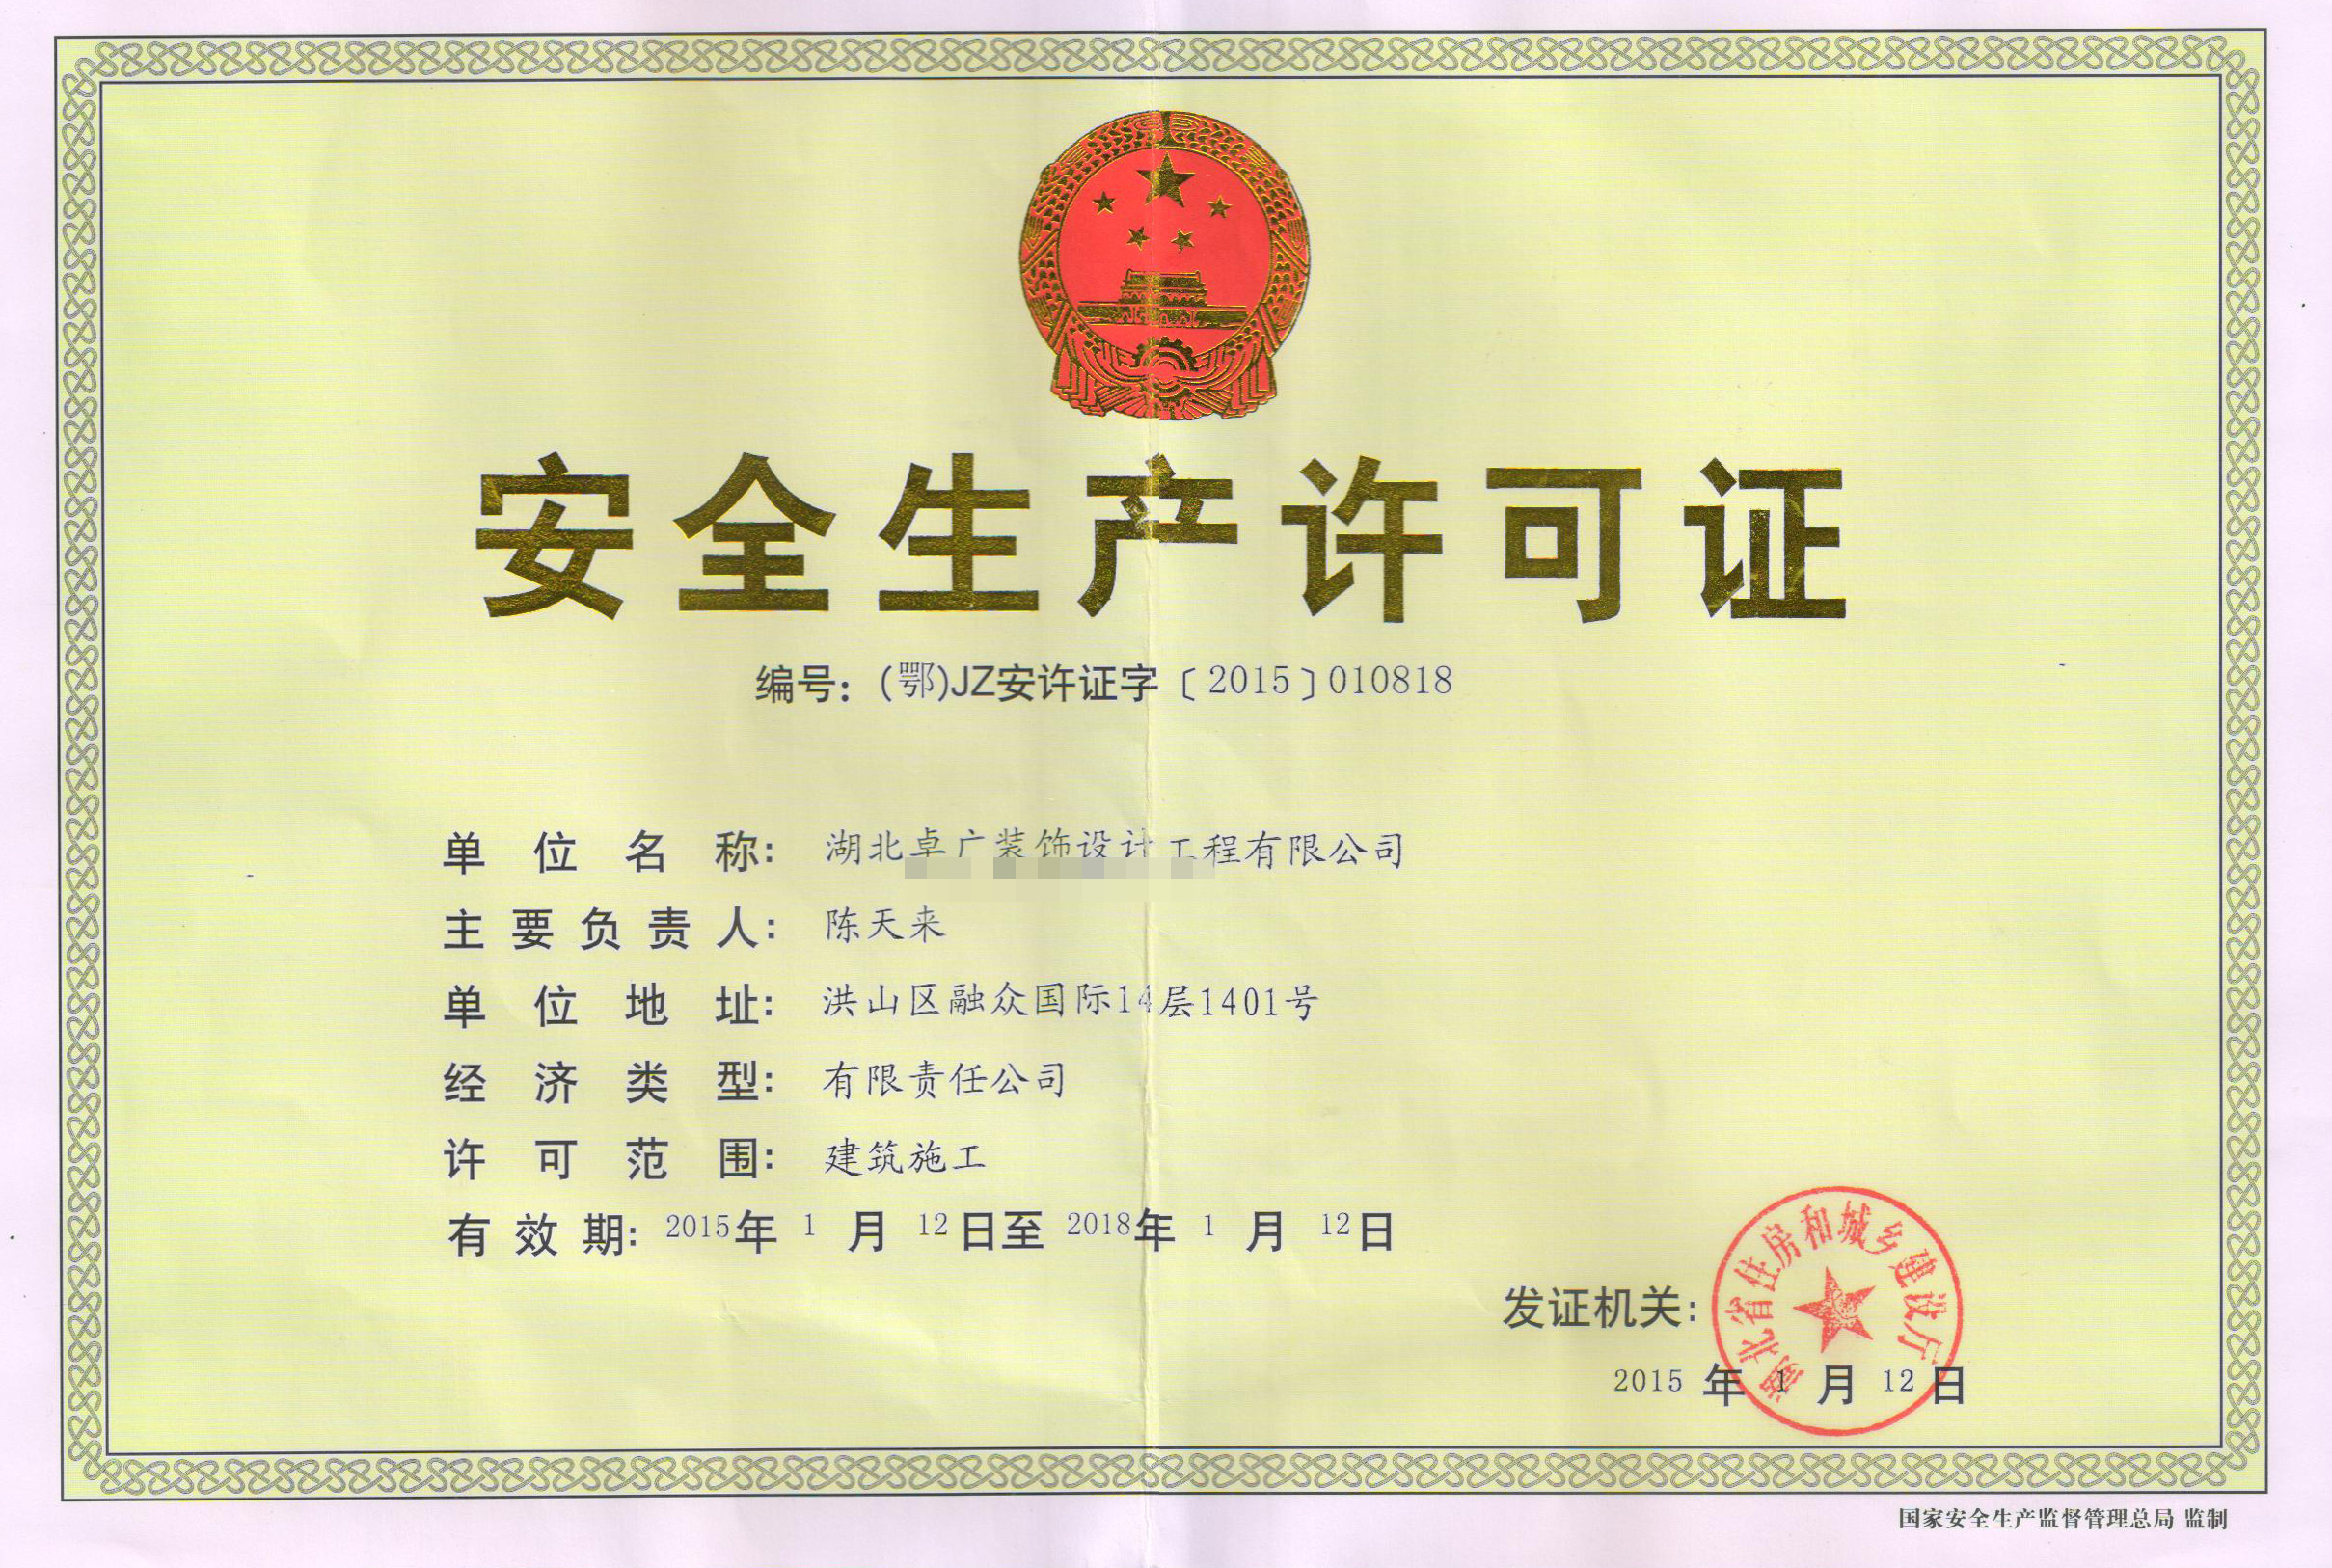 安全生产许可证
编号：(鄂)JZ安许证字〔2015〕010818
单位名称：湖北卓广装饰设计工程有限公司
主要负责人：陈天来
单位地址：洪山区融众国际14层1401号
经济类型：有限责任公司
许可范围：建筑施工
有效期：2015年1月12日至2018年1月12日
发证机关：
湖北省住房和城乡建设厅
2015年1月12日
国家安全生产监督管理总局 监制